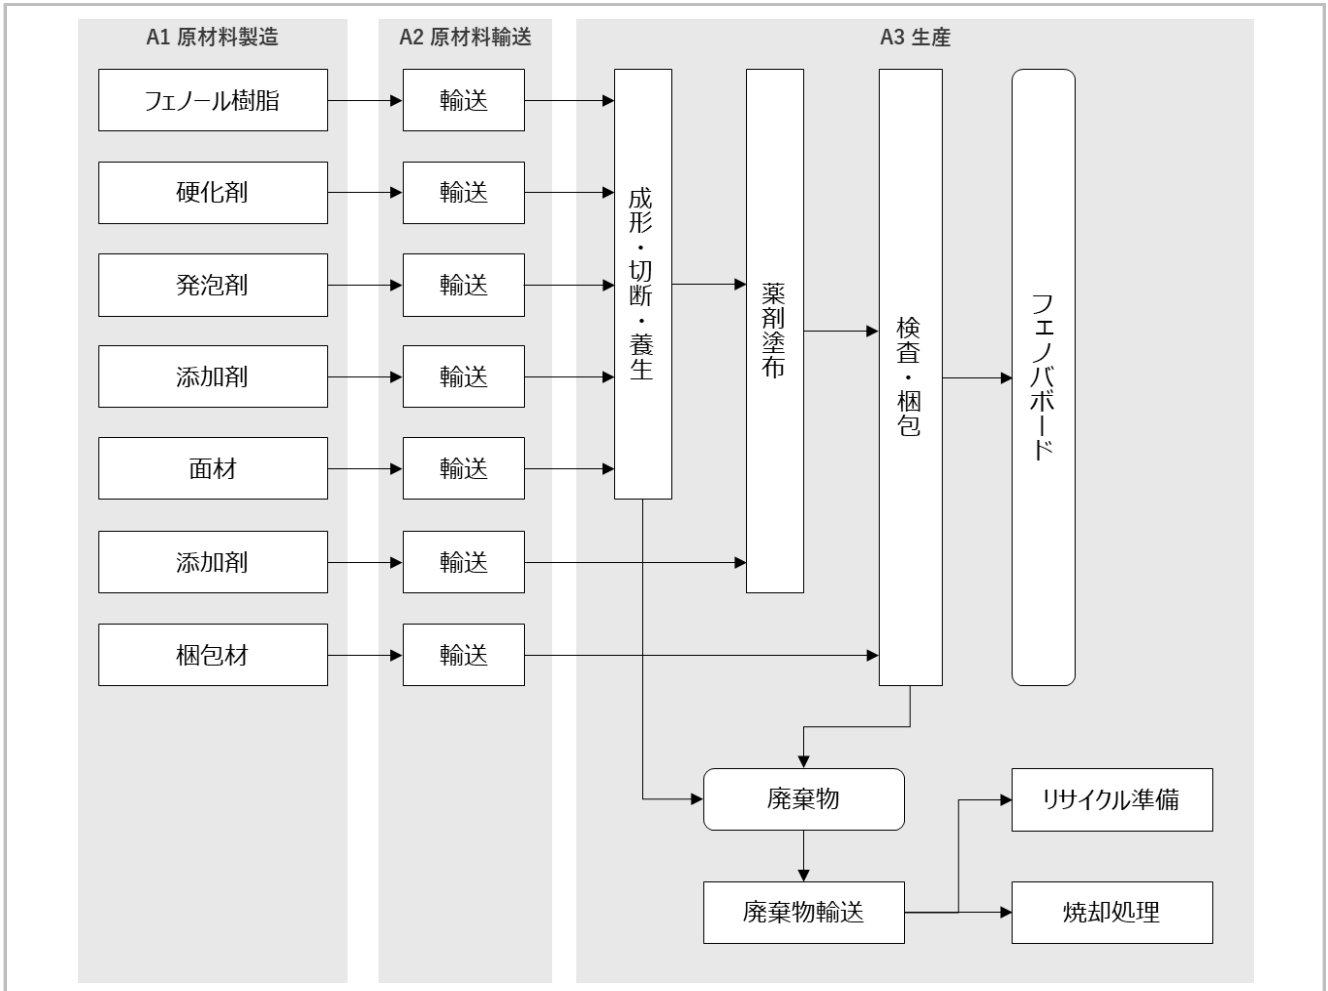 A1 原材料製造
A2 原材料輸送
A3 生産
フェノール樹脂
輸送
硬化剤
輸送
発泡剤
輸送
添加剤
輸送
面材
輸送
添加剤
輸送
梱包材
輸送
成形・切断・養生
薬剤塗布
検査・梱包
フェノバボード
廃棄物
リサイクル準備
廃棄物輸送
焼却処理